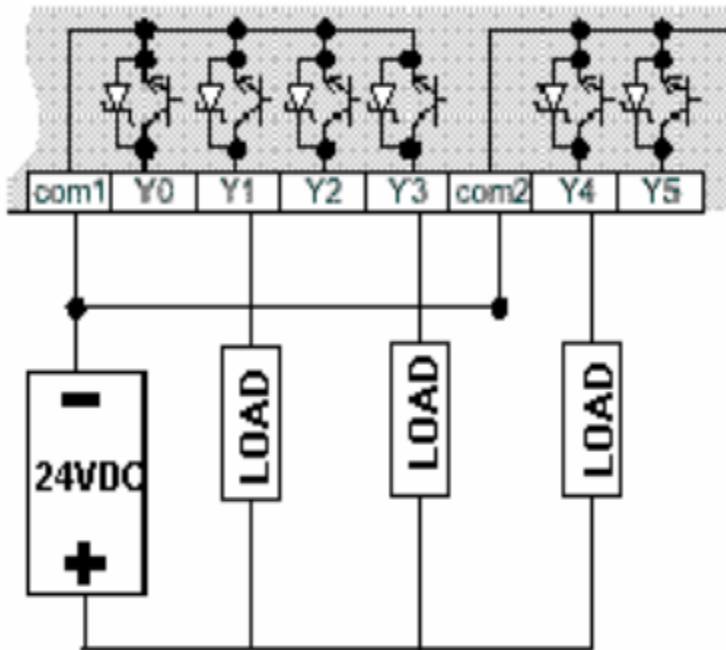 com1 Y0 Y1 Y2 Y3 com2 Y4 Y5
LOAD LOAD LOAD
-
24VDC
+